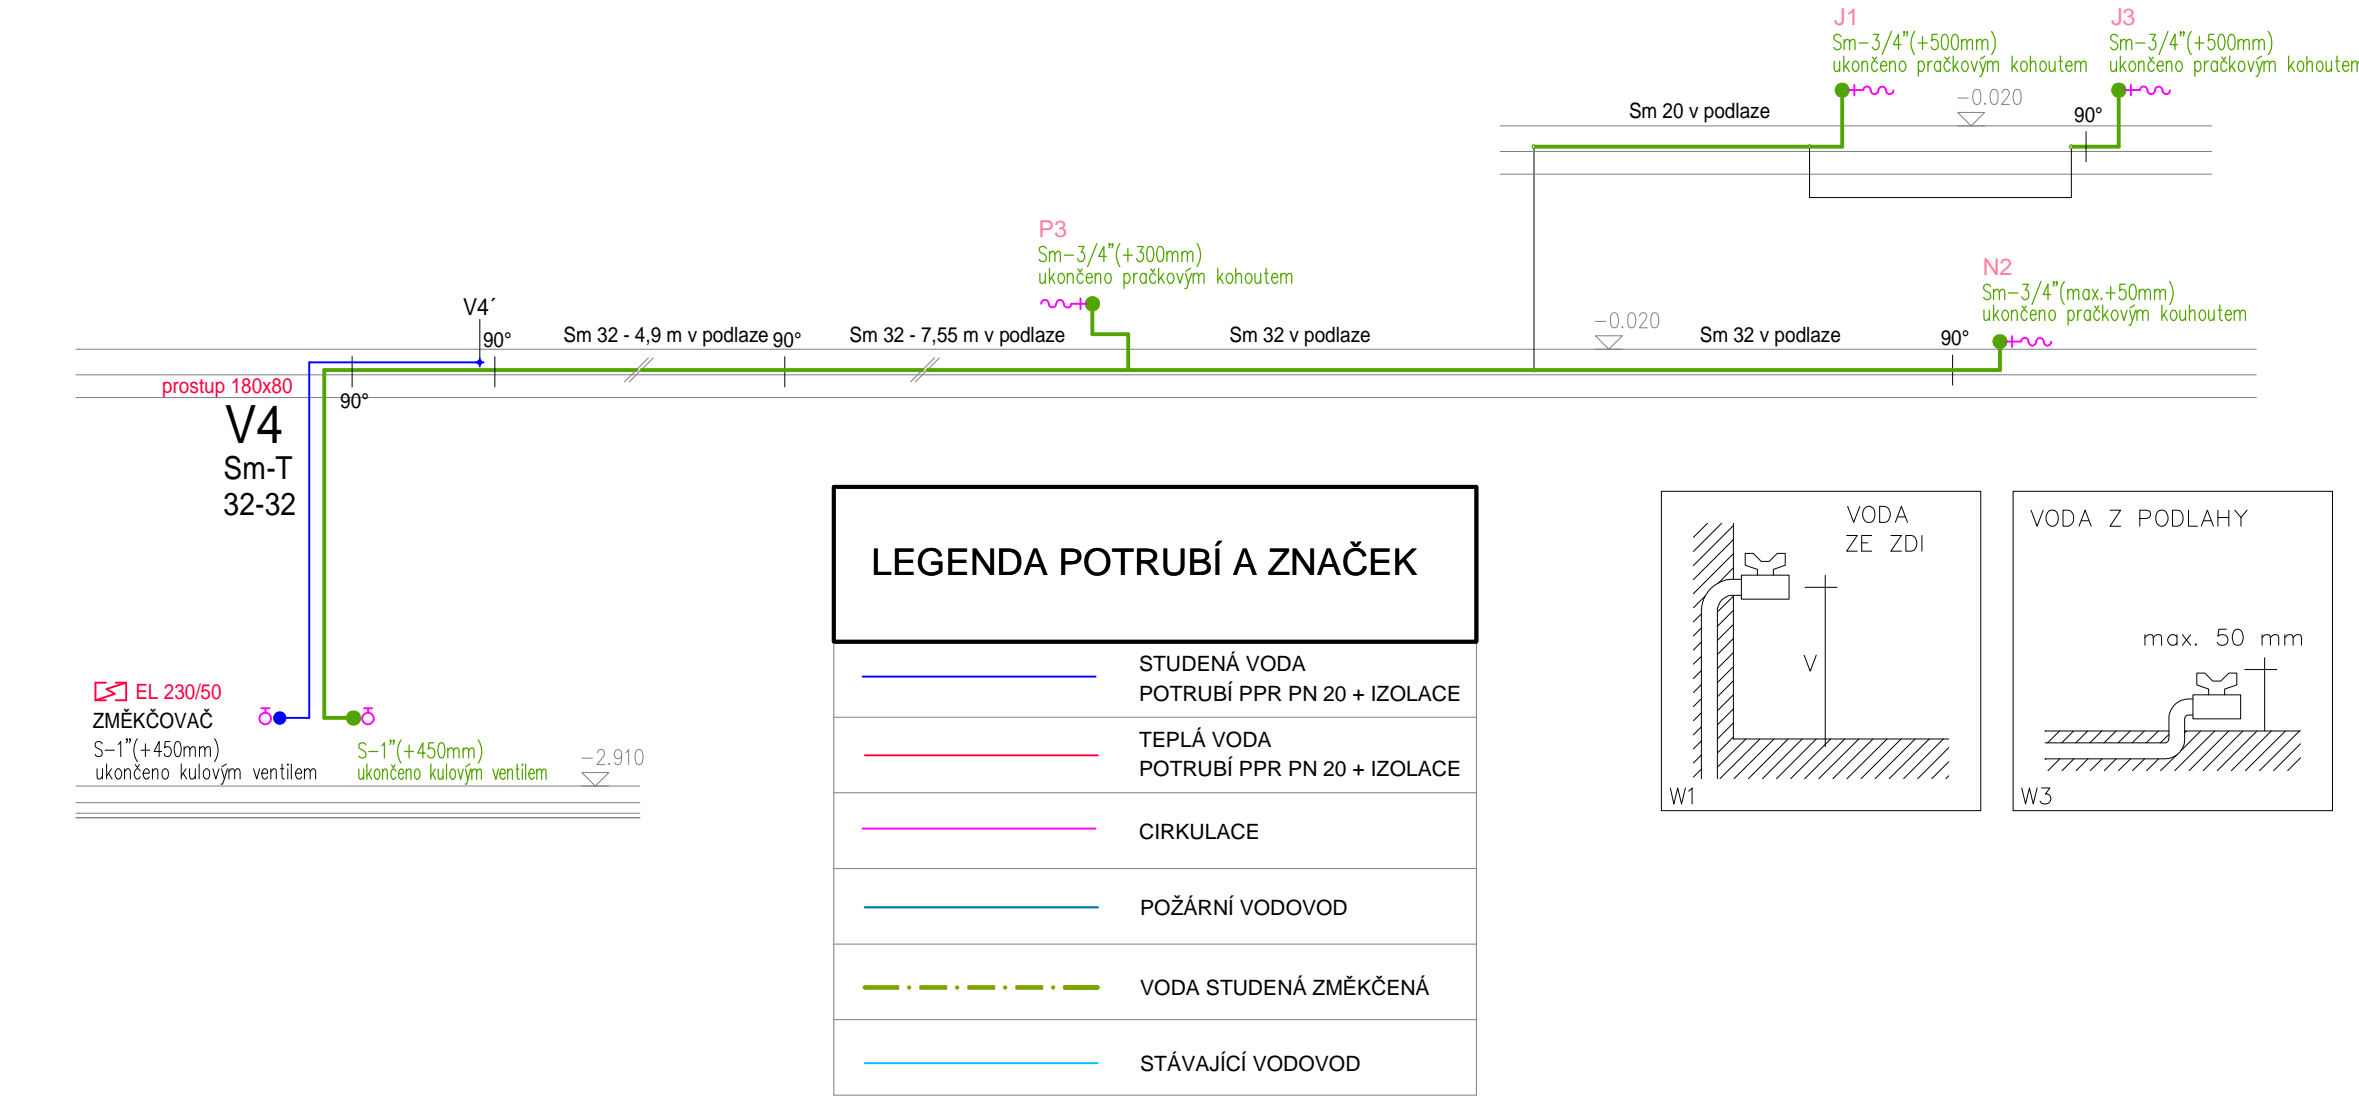 J1
Sm-3/4"(+500mm)
ukončeno pračkovým kohoutem
J3
Sm-3/4"(+500mm)
ukončeno pračkovým kohoutem
Sm 20 v podlaze
-0.020
90°
P3
Sm-3/4"(+300mm)
ukončeno pračkovým kohoutem
N2
Sm-3/4"(max.+50mm)
ukončeno pračkovým kouhoutem
V4´
90°
Sm 32 - 4,9 m v podlaze
90°
Sm 32 - 7,55 m v podlaze
Sm 32 v podlaze
-0.020
Sm 32 v podlaze
90°
prostup 180x80
90°
V4
Sm-T
32-32
EL 230/50
ZMĚKČOVAČ
S-1"(+450mm)
ukončeno kulovým ventilem
S-1"(+450mm)
ukončeno kulovým ventilem
-2.910
LEGENDA POTRUBÍ A ZNAČEK
STUDENÁ VODA
POTRUBÍ PPR PN 20 + IZOLACE
TEPLÁ VODA
POTRUBÍ PPR PN 20 + IZOLACE
CIRKULACE
POŽÁRNÍ VODOVOD
VODA STUDENÁ ZMĚKČENÁ
STÁVAJÍCÍ VODOVOD
VODA
ZE ZDI
V
W1
VODA Z PODLAHY
max. 50 mm
W3